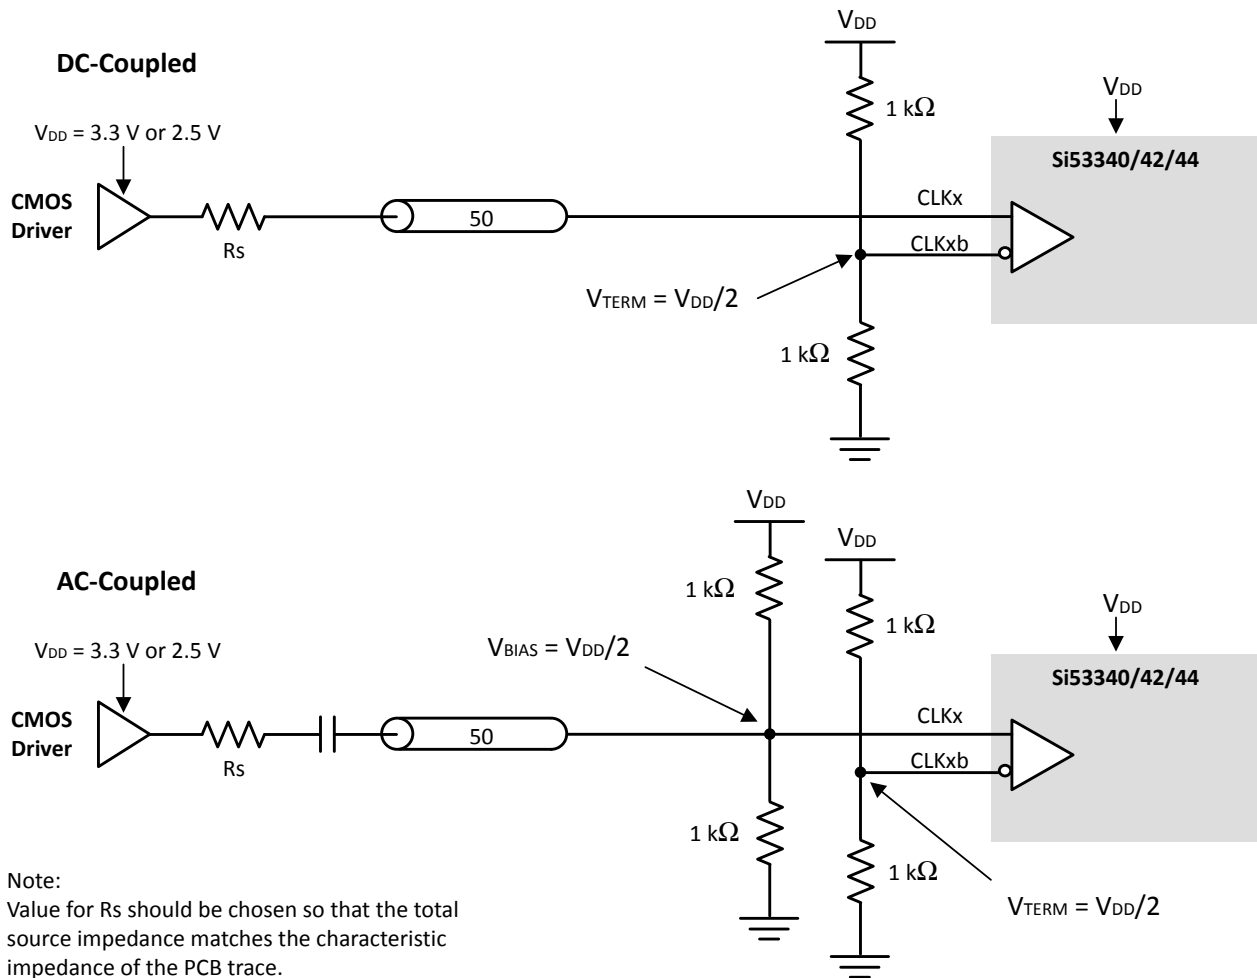 VDD
DC-Coupled
VDD = 3.3 V or 2.5 V
1 kΩ
VDD
Si53340/42/44
CMOS
Driver
Rs
50
CLKx
CLKxb
VTERM = VDD/2
1 kΩ
VDD
VDD
AC-Coupled
1 kΩ
1 kΩ
VDD
VDD = 3.3 V or 2.5 V
VBIAS = VDD/2
Si53340/42/44
CMOS
Driver
Rs
50
CLKx
CLKxb
1 kΩ
1 kΩ
VTERM = VDD/2
Note:
Value for Rs should be chosen so that the total
source impedance matches the characteristic
impedance of the PCB trace.